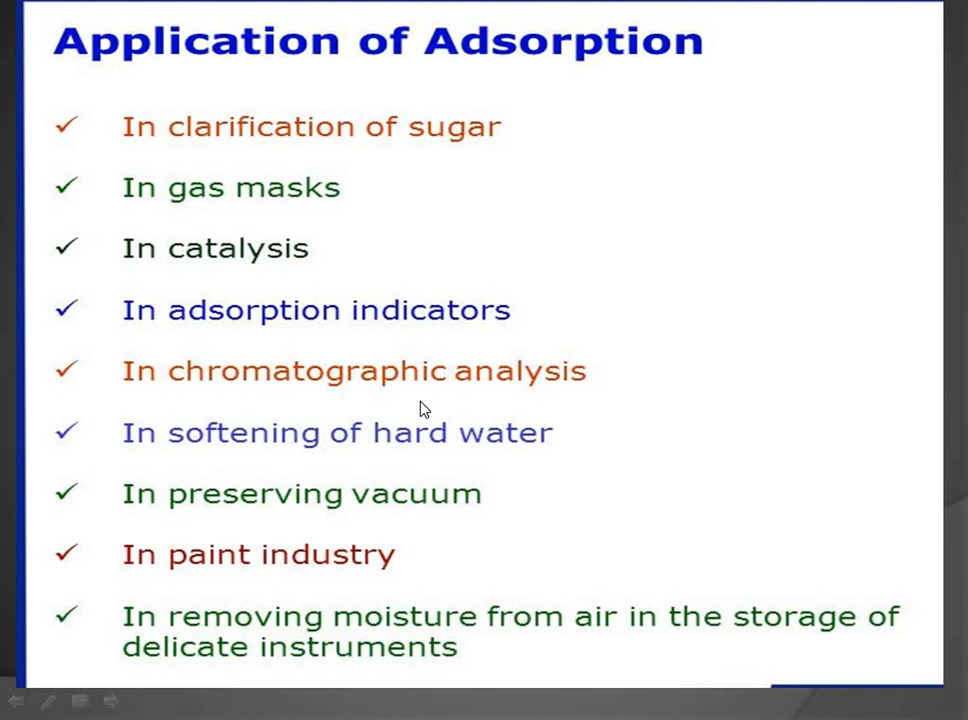 Application of Adsorption
In clarification of sugar
In gas masks
In catalysis
In adsorption indicators
In chromatographic analysis
In softening of hard water
In preserving vacuum
In paint industry
In removing moisture from air in the storage of
delicate instruments